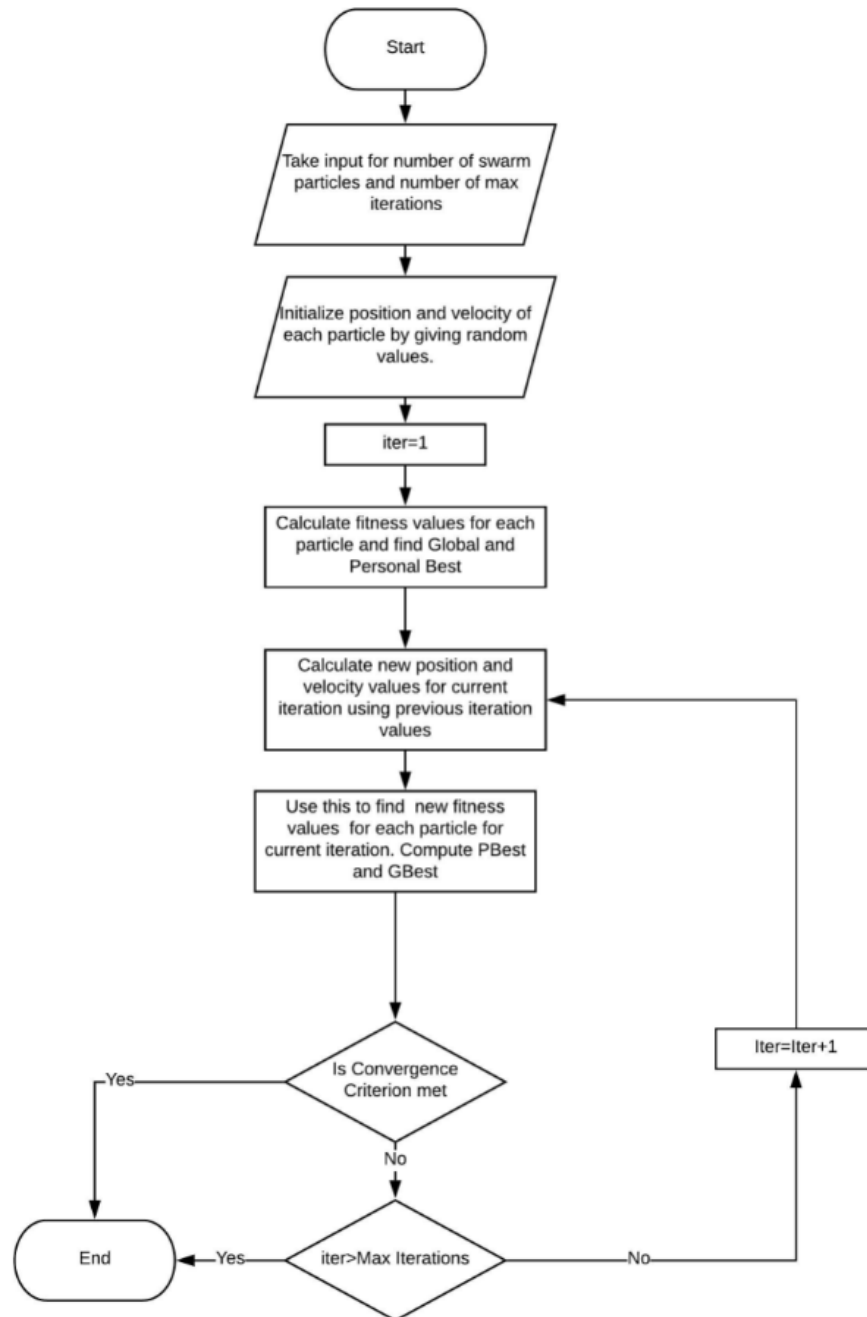 Start
Take input for number of swarm
particles and number of max
iterations
Initialize position and velocity of
each particle by giving random
values.
iter=1
Calculate fitness values for each
particle and find Global and
Personal Best
Calculate new position and
velocity values for current
iteration using previous iteration
values
Use this to find new fitness
values for each particle for
current iteration. Compute PBest
and GBest
Iter=Iter+1
Is Convergence
Criterion met
Yes
No
End
Yes
iter>Max Iterations
No